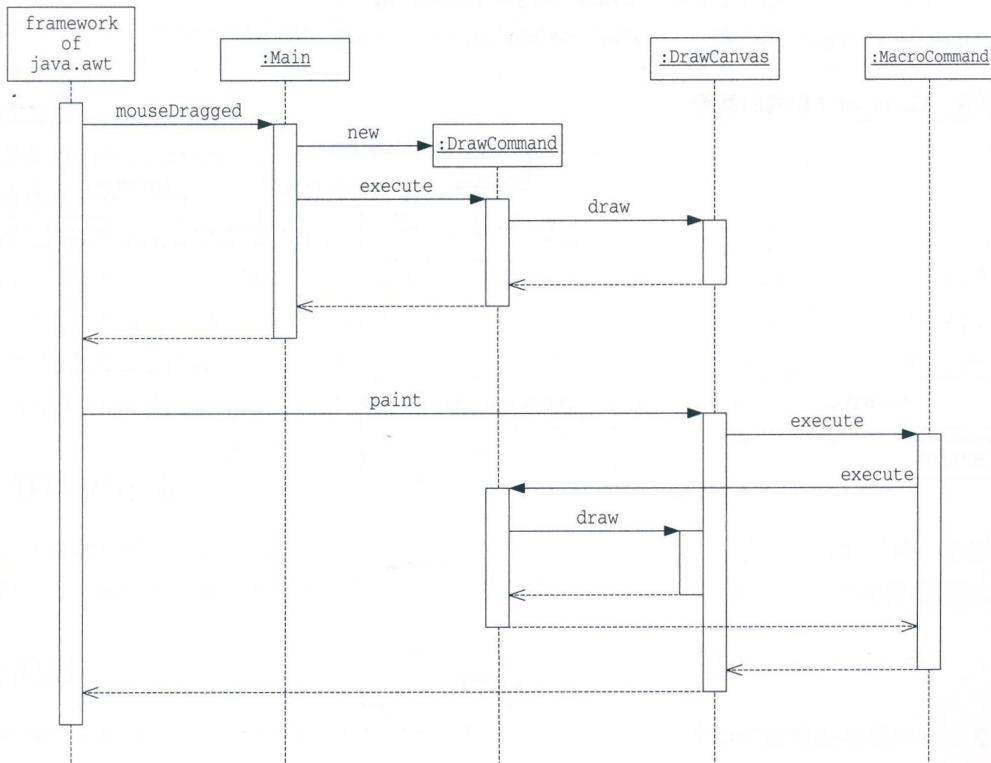 framework
of
java.awt
:Main
:DrawCanvas
:MacroCommand
mouseDragged
new
:DrawCommand
execute
draw
paint
execute
execute
draw